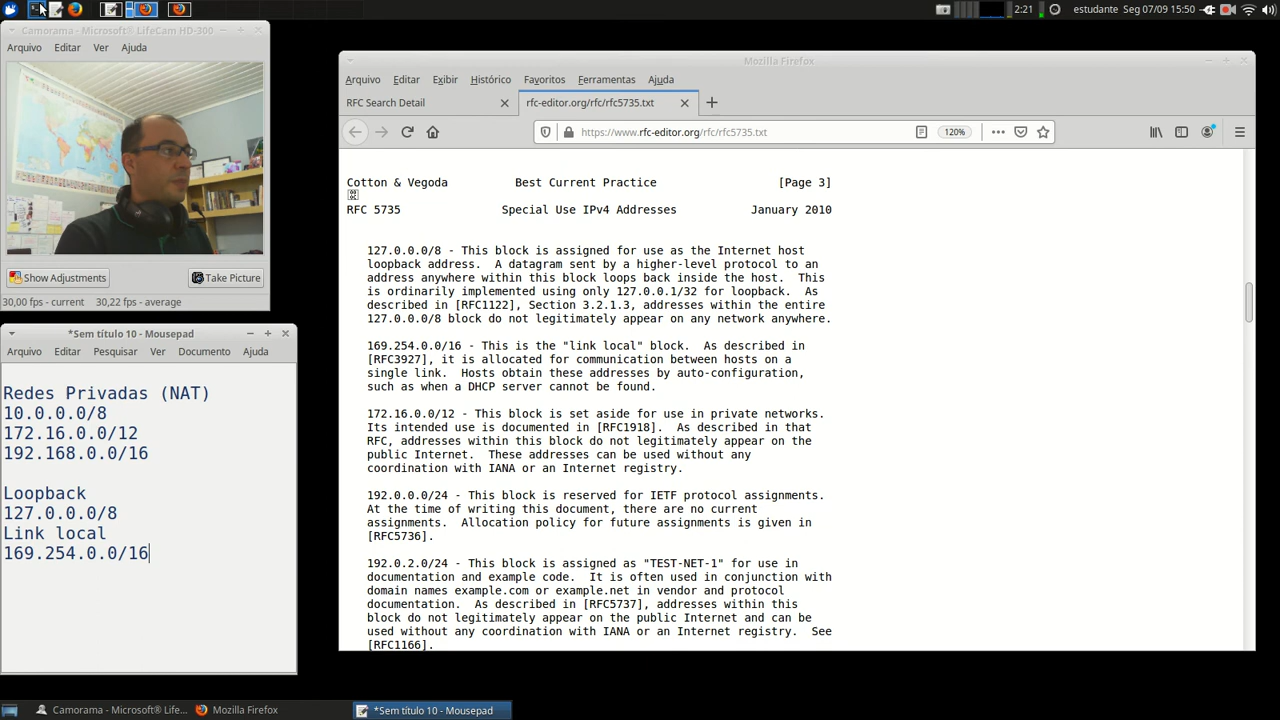 2:21
estudante Seg 07/09 15:50
Camorama - Microsoft® LifeCam HD-300
Arquivo Editar Ver Ajuda
Show Adjustments
Take Picture
30,00 fps - current 30,22 fps - average
*Sem título 10 - Mousepad
Arquivo Editar Pesquisar Ver Documento Ajuda
Redes Privadas (NAT)
10.0.0.0/8
172.16.0.0/12
192.168.0.0/16
Loopback
127.0.0.0/8
Link local
169.254.0.0/16
Mozilla Firefox
Arquivo Editar Exibir Histórico Favoritos Ferramentas Ajuda
RFC Search Detail
rfc-editor.org/rfc/rfc5735.txt
https://www.rfc-editor.org/rfc/rfc5735.txt
120%
Cotton & Vegoda Best Current Practice [Page 3]
RFC 5735 Special Use IPv4 Addresses January 2010
127.0.0.0/8 - This block is assigned for use as the Internet host
loopback address. A datagram sent by a higher-level protocol to an
address anywhere within this block loops back inside the host. This
is ordinarily implemented using only 127.0.0.1/32 for loopback. As
described in [RFC1122], Section 3.2.1.3, addresses within the entire
127.0.0.0/8 block do not legitimately appear on any network anywhere.
169.254.0.0/16 - This is the "link local" block. As described in
[RFC3927], it is allocated for communication between hosts on a
single link. Hosts obtain these addresses by auto-configuration,
such as when a DHCP server cannot be found.
172.16.0.0/12 - This block is set aside for use in private networks.
Its intended use is documented in [RFC1918]. As described in that
RFC, addresses within this block do not legitimately appear on the
public Internet. These addresses can be used without any
coordination with IANA or an Internet registry.
192.0.0.0/24 - This block is reserved for IETF protocol assignments.
At the time of writing this document, there are no current
assignments. Allocation policy for future assignments is given in
[RFC5736].
192.0.2.0/24 - This block is assigned as "TEST-NET-1" for use in
documentation and example code. It is often used in conjunction with
domain names example.com or example.net in vendor and protocol
documentation. As described in [RFC5737], addresses within this
block do not legitimately appear on the public Internet and can be
used without any coordination with IANA or an Internet registry. See
[RFC1166].
Camorama - Microsoft® Life...
Mozilla Firefox
*Sem título 10 - Mousepad